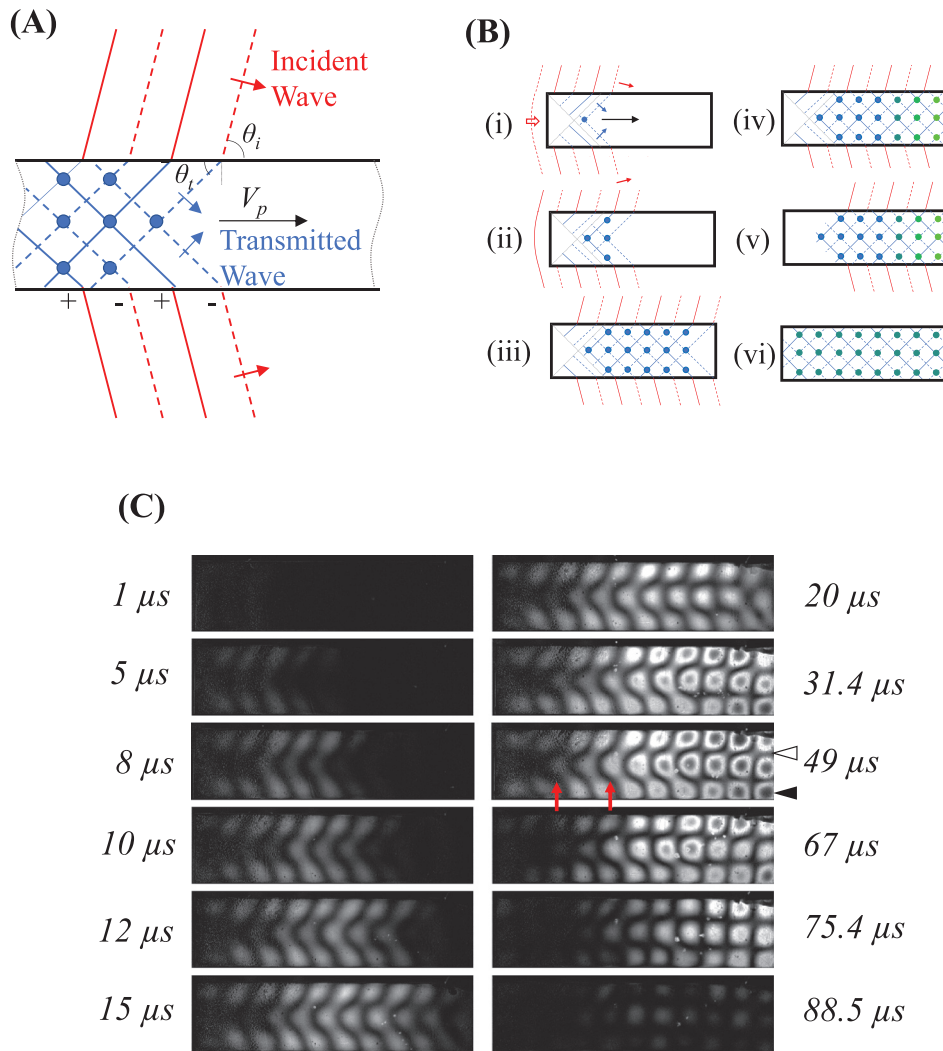 (A)
Incident
Wave
θi
θt
Vp
Transmitted
Wave
+ - + -
(B)
(i)
(ii)
(iii)
(iv)
(v)
(vi)
(C)
1 µs
5 µs
8 µs
10 µs
12 µs
15 µs
20 µs
31.4 µs
49 µs
67 µs
75.4 µs
88.5 µs